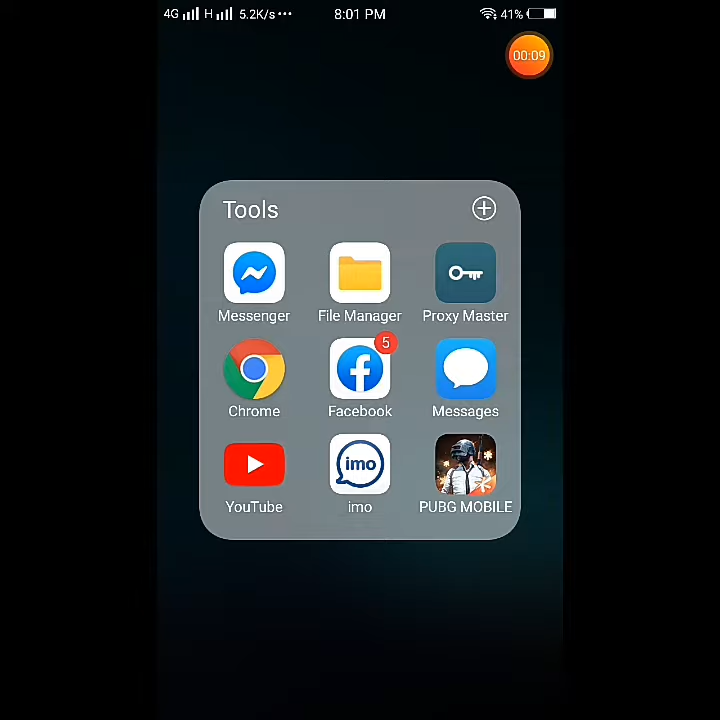 4G H 5.2K/s ••• 8:01 PM 41%
00:09
Tools
Messenger File Manager Proxy Master
5
Chrome Facebook Messages
imo
YouTube imo PUBG MOBILE